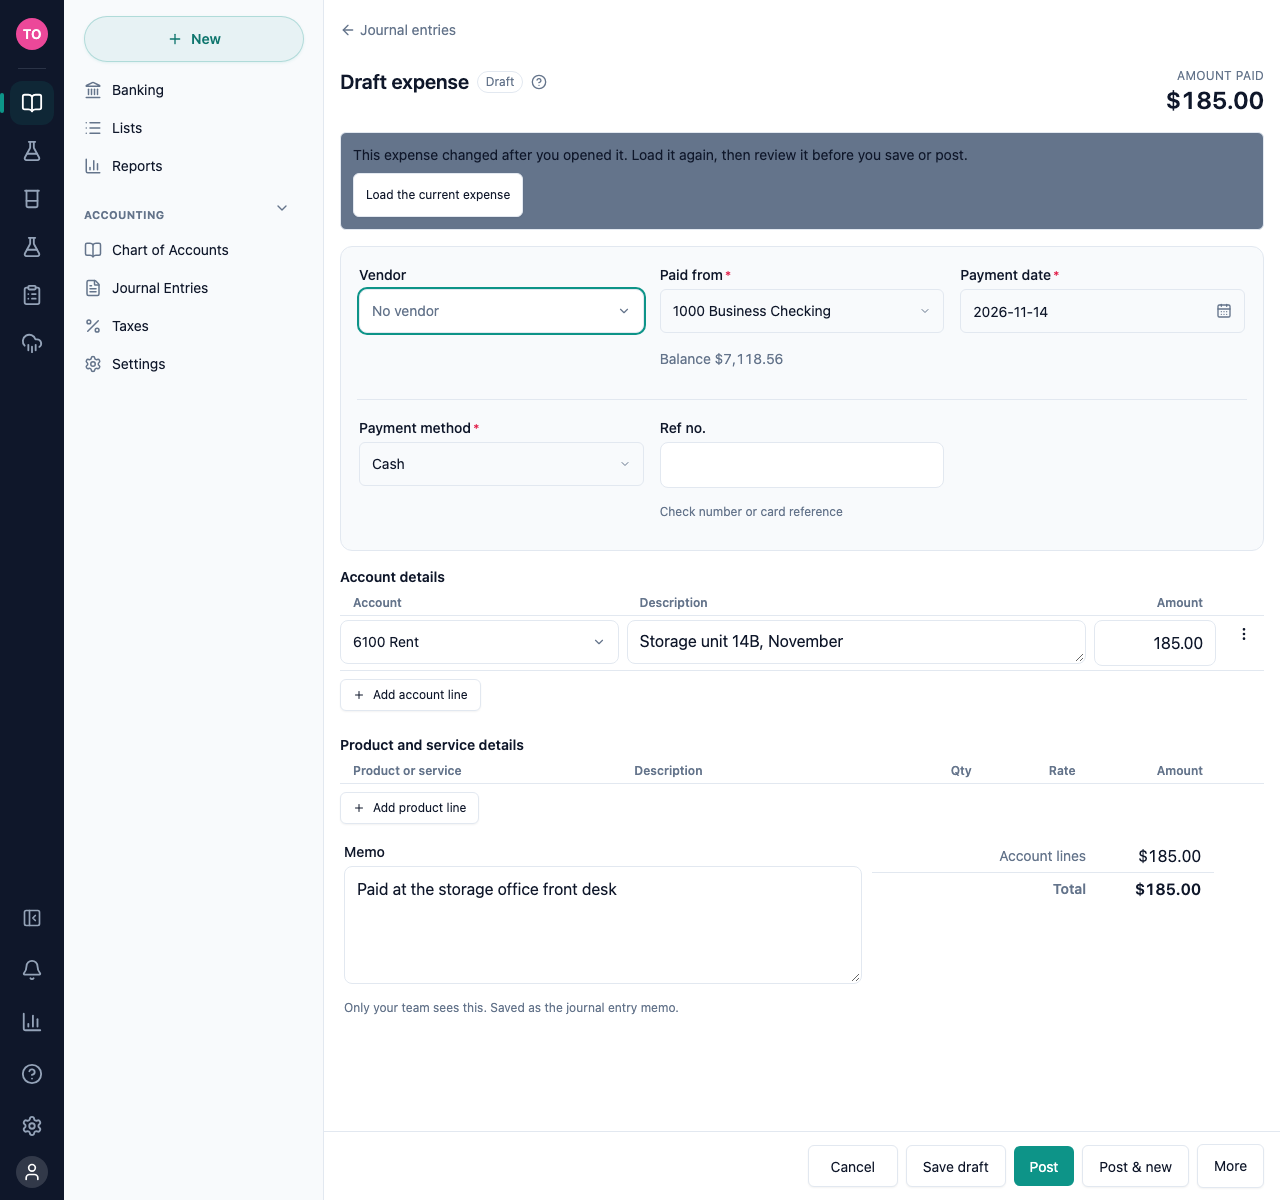 TO
+ New
Banking
Lists
Reports
ACCOUNTING
Chart of Accounts
Journal Entries
Taxes
Settings
← Journal entries
Draft expense
Draft
AMOUNT PAID
$185.00
This expense changed after you opened it. Load it again, then review it before you save or post.
Load the current expense
Vendor
Paid from*
Payment date*
No vendor
1000 Business Checking
2026-11-14
Balance $7,118.56
Payment method*
Ref no.
Cash
Check number or card reference
Account details
Account Description Amount
6100 Rent
Storage unit 14B, November
185.00
+ Add account line
Product and service details
Product or service Description Qty Rate Amount
+ Add product line
Memo
Paid at the storage office front desk
Account lines $185.00
Total $185.00
Only your team sees this. Saved as the journal entry memo.
Cancel
Save draft
Post
Post & new
More